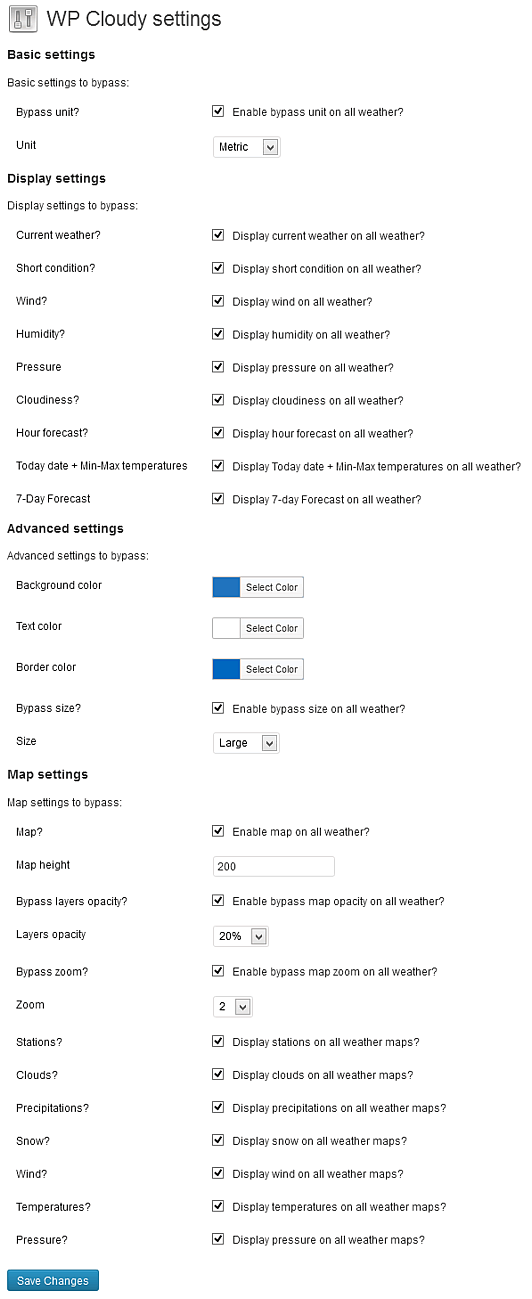 WP Cloudy settings
Basic settings
Basic settings to bypass:
Bypass unit? Enable bypass unit on all weather?
Unit Metric
Display settings
Display settings to bypass:
Current weather? Display current weather on all weather?
Short condition? Display short condition on all weather?
Wind? Display wind on all weather?
Humidity? Display humidity on all weather?
Pressure Display pressure on all weather?
Cloudiness? Display cloudiness on all weather?
Hour forecast? Display hour forecast on all weather?
Today date + Min-Max temperatures Display Today date + Min-Max temperatures on all weather?
7-Day Forecast Display 7-day Forecast on all weather?
Advanced settings
Advanced settings to bypass:
Background color Select Color
Text color Select Color
Border color Select Color
Bypass size? Enable bypass size on all weather?
Size Large
Map settings
Map settings to bypass:
Map? Enable map on all weather?
Map height 200
Bypass layers opacity? Enable bypass map opacity on all weather?
Layers opacity 20%
Bypass zoom? Enable bypass map zoom on all weather?
Zoom 2
Stations? Display stations on all weather maps?
Clouds? Display clouds on all weather maps?
Precipitations? Display precipitations on all weather maps?
Snow? Display snow on all weather maps?
Wind? Display wind on all weather maps?
Temperatures? Display temperatures on all weather maps?
Pressure? Display pressure on all weather maps?
Save Changes